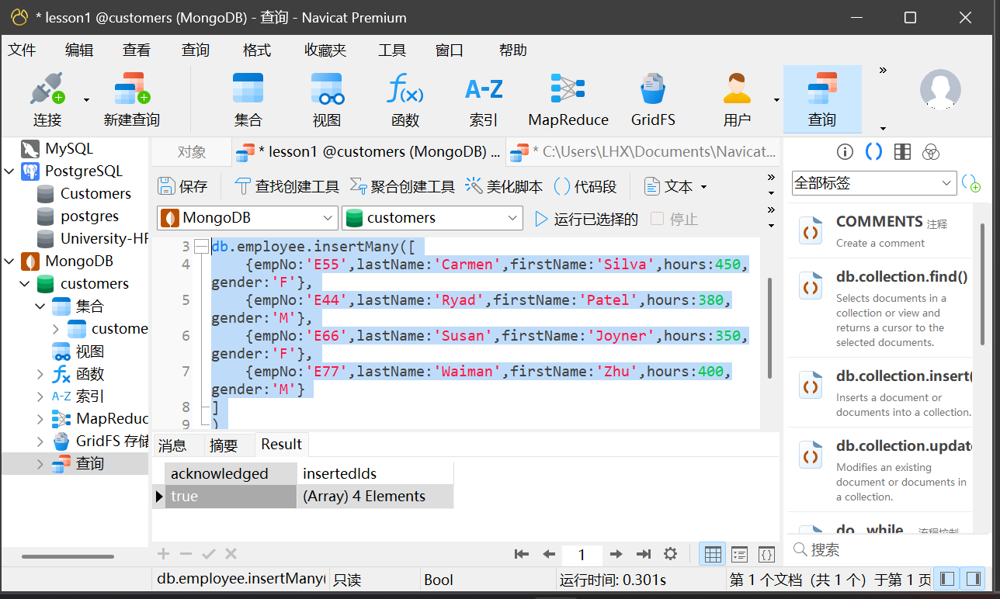 * lesson1 @customers (MongoDB) - 查询 - Navicat Premium
文件 编辑 查看 查询 格式 收藏夹 工具 窗口 帮助
连接 新建查询 集合 视图 函数 索引 MapReduce GridFS 用户 查询
MySQL
PostgreSQL
Customers
postgres
University-HF
MongoDB
customers
集合
custome
视图
函数
A-Z 索引
MapReduc
GridFS 存储
查询
对象 * lesson1 @customers (MongoDB) ... * C:\Users\LHX\Documents\Navicat...
保存 查找创建工具 聚合创建工具 美化脚本 () 代码段 文本
MongoDB customers 运行已选择的 停止
3 db.employee.insertMany([
4 {empNo:'E55',lastName:'Carmen',firstName:'Silva',hours:450,
gender:'F'},
5 {empNo:'E44',lastName:'Ryad',firstName:'Patel',hours:380,
gender:'M'},
6 {empNo:'E66',lastName:'Susan',firstName:'Joyner',hours:350,
gender:'F'},
7 {empNo:'E77',lastName:'Waiman',firstName:'Zhu',hours:400,
gender:'M'}
8 ]
9 )
消息 摘要 Result
acknowledged insertedIds
true (Array) 4 Elements
1
db.employee.insertMany( 只读 Bool 运行时间: 0.301s 第 1 个文档（共 1 个）于第 1 页
全部标签
COMMENTS 注释
Create a comment
db.collection.find()
Selects documents in a
collection or view and
returns a cursor to the
selected documents.
db.collection.insert(
Inserts a document or
documents into a collection.
db.collection.update
Modifies an existing
document or documents in
a collection.
do...while 流程控制
搜索